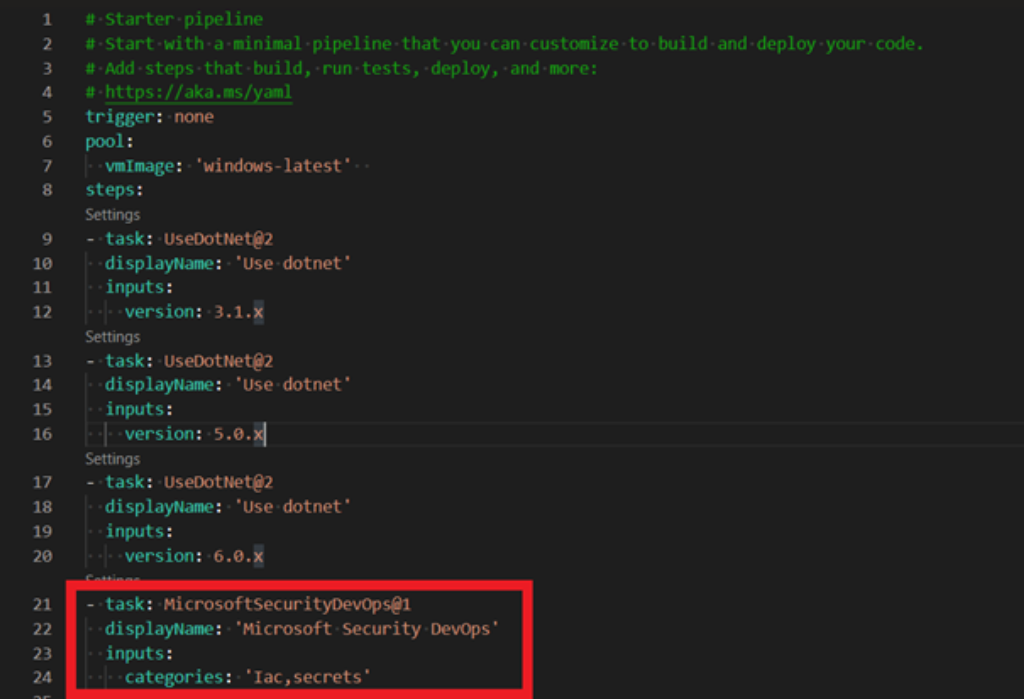 1 # Starter pipeline
2 # Start with a minimal pipeline that you can customize to build and deploy your code.
3 # Add steps that build, run tests, deploy, and more:
4 # https://aka.ms/yaml
5 trigger: none
6 pool:
7   vmImage: 'windows-latest'
8 steps:
Settings
9 - task: UseDotNet@2
10   displayName: 'Use dotnet'
11   inputs:
12     version: 3.1.x
Settings
13 - task: UseDotNet@2
14   displayName: 'Use dotnet'
15   inputs:
16     version: 5.0.x
Settings
17 - task: UseDotNet@2
18   displayName: 'Use dotnet'
19   inputs:
20     version: 6.0.x
Settings
21 - task: MicrosoftSecurityDevOps@1
22   displayName: 'Microsoft Security DevOps'
23   inputs:
24     categories: 'Iac,secrets'